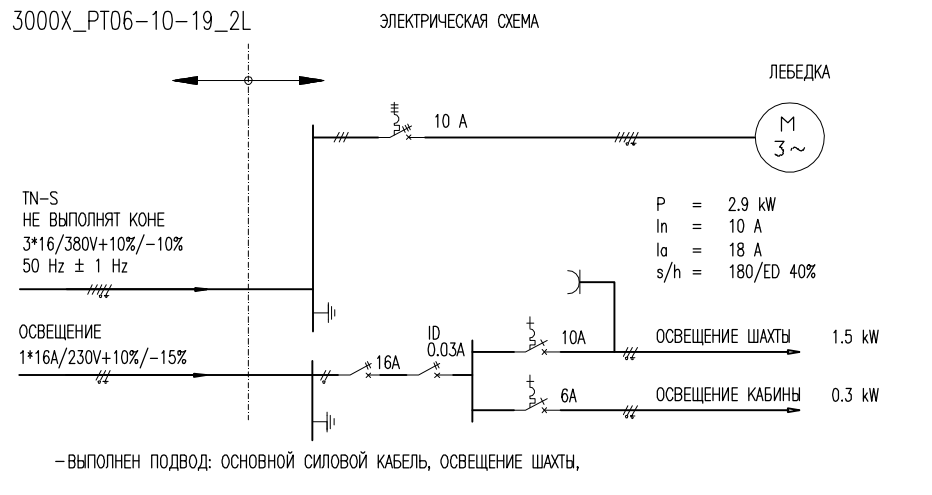 3000X_PT06-10-19_2L
ЭЛЕКТРИЧЕСКАЯ СХЕМА
ЛЕБЕДКА
10 A
M
3~
TN-S
НЕ ВЫПОЛНЯТ КОНЕ
3*16/380V+10%/-10%
50 Hz ± 1 Hz
P = 2.9 kW
In = 10 A
Ia = 18 A
s/h = 180/ED 40%
ОСВЕЩЕНИЕ
1*16A/230V+10%/-15%
16A
ID
0.03A
10A
ОСВЕЩЕНИЕ ШАХТЫ 1.5 kW
6A
ОСВЕЩЕНИЕ КАБИНЫ 0.3 kW
-ВЫПОЛНЕН ПОДВОД: ОСНОВНОЙ СИЛОВОЙ КАБЕЛЬ, ОСВЕЩЕНИЕ ШАХТЫ,